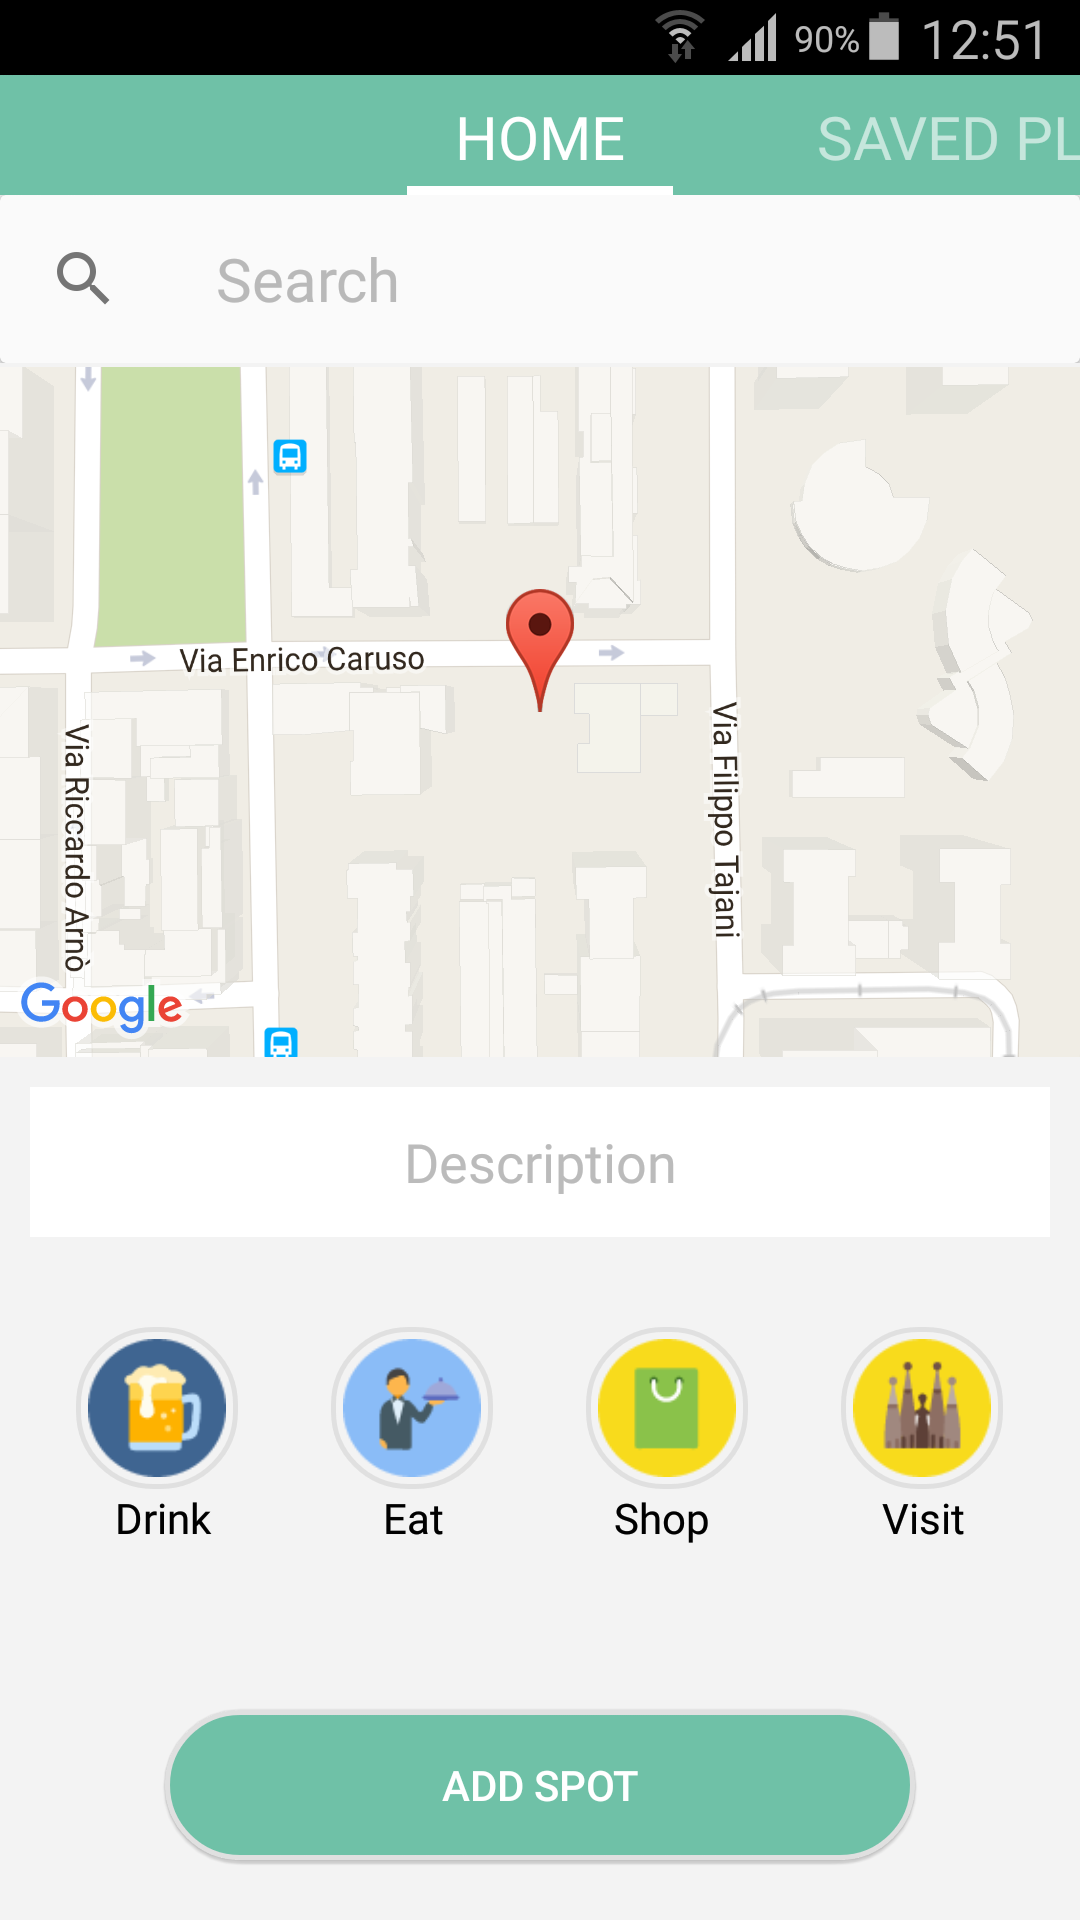 90% 12:51
HOME SAVED PL
Search
Via Enrico Caruso
Via Riccardo Arnò
Via Filippo Tajani
Google
Description
Drink Eat Shop Visit
ADD SPOT